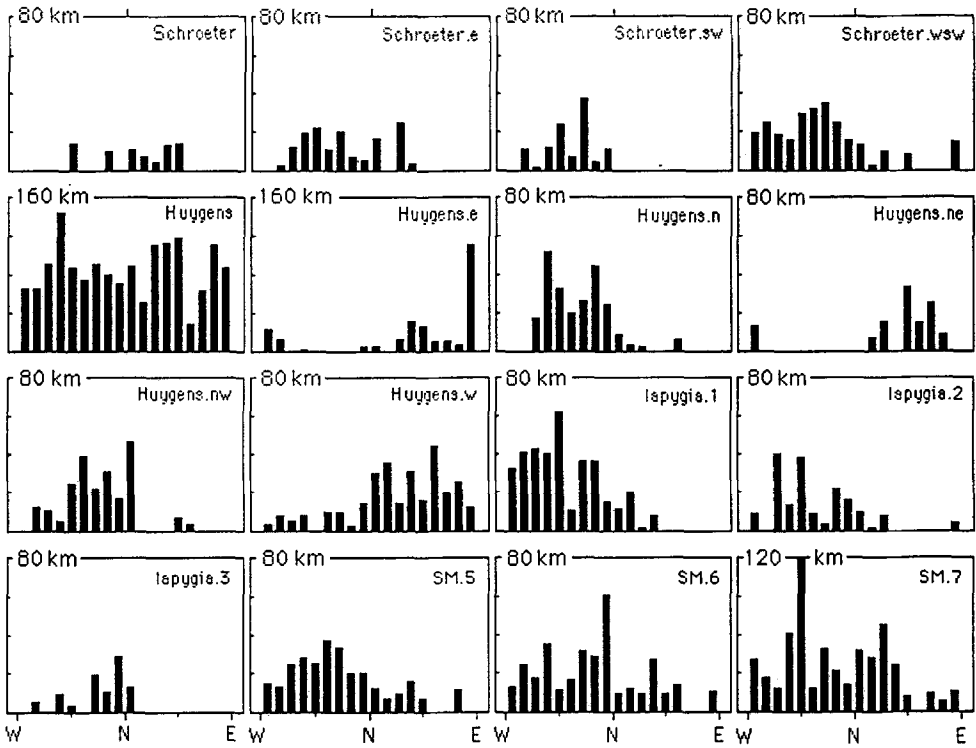 80 km Schroeter
80 km Schroeter.e
80 km Schroeter.sw
80 km Schroeter.wsw
160 km Huygens
160 km Huygens.e
80 km Huygens.n
80 km Huygens.ne
80 km Huygens.nw
80 km Huygens.w
80 km Iapygia.1
80 km Iapygia.2
80 km Iapygia.3
80 km SM.5
80 km SM.6
120 km SM.7
W N E W N E W N E W N E